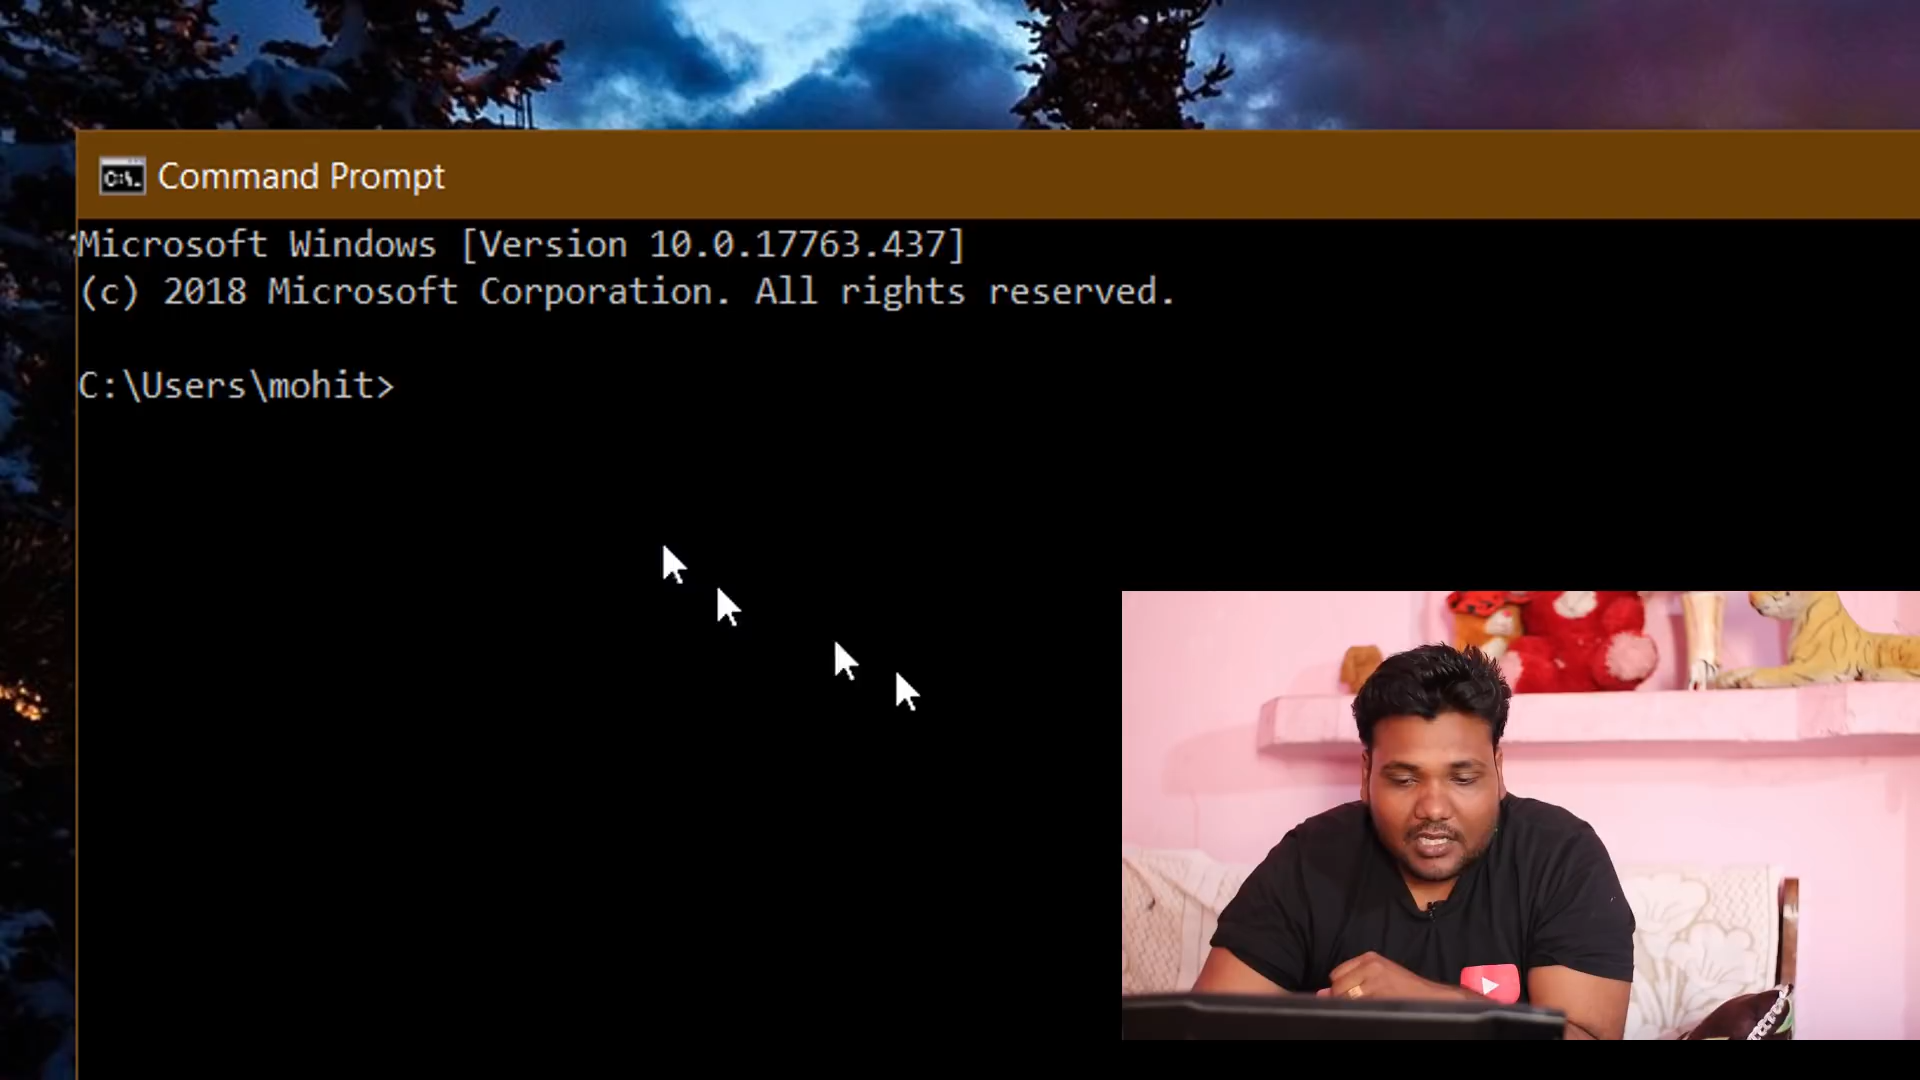 C:\. Command Prompt
Microsoft Windows [Version 10.0.17763.437]
(c) 2018 Microsoft Corporation. All rights reserved.
C:\Users\mohit>